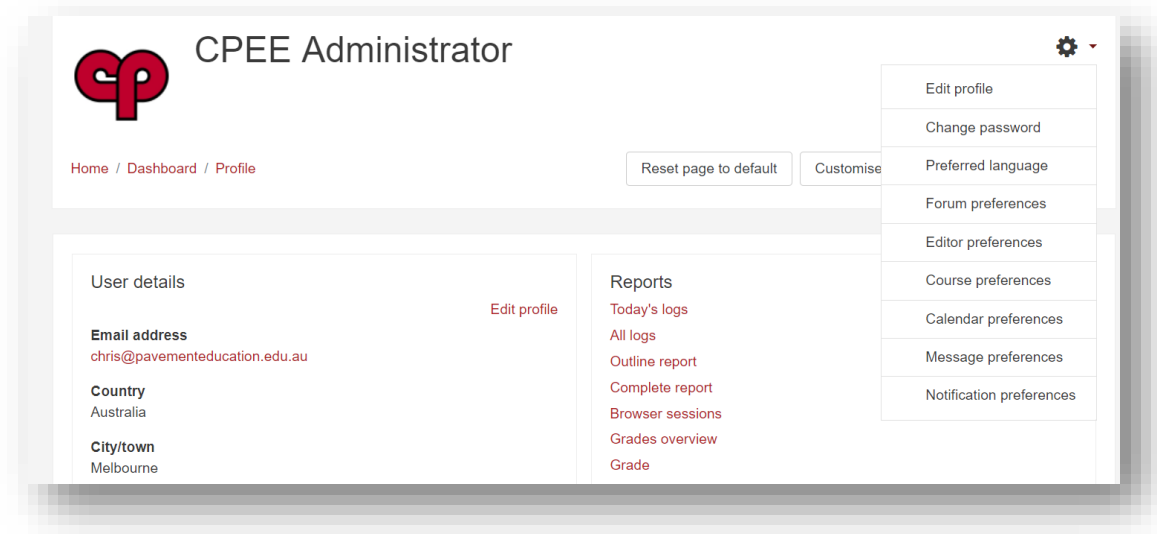 cp
CPEE Administrator
Home / Dashboard / Profile
Reset page to default
Customise
Edit profile
Change password
Preferred language
Forum preferences
Editor preferences
Course preferences
Calendar preferences
Message preferences
Notification preferences
User details
Edit profile
Email address
chris@pavementeducation.edu.au
Country
Australia
City/town
Melbourne
Reports
Today's logs
All logs
Outline report
Complete report
Browser sessions
Grades overview
Grade